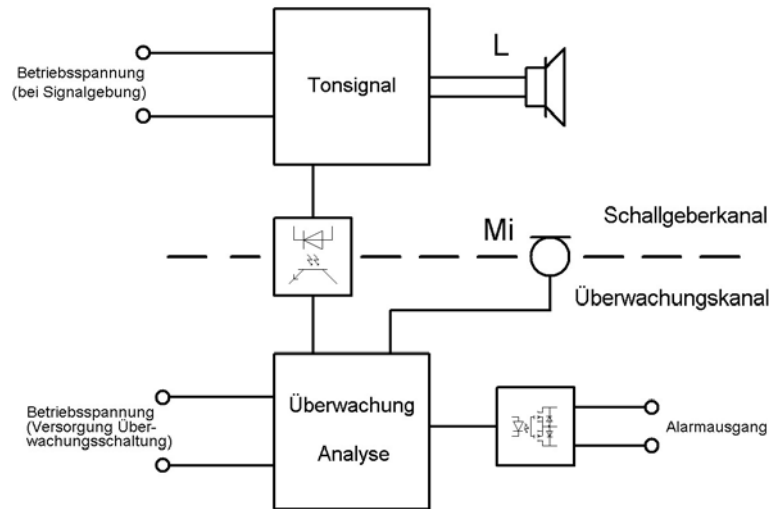 Betriebsspannung
(bei Signalgebung)
Tonsignal
L
Mi
Schallgeberkanal
Überwachungskanal
Betriebsspannung
(Versorgung Über-
wachungsschaltung)
Überwachung
Analyse
Alarmausgang